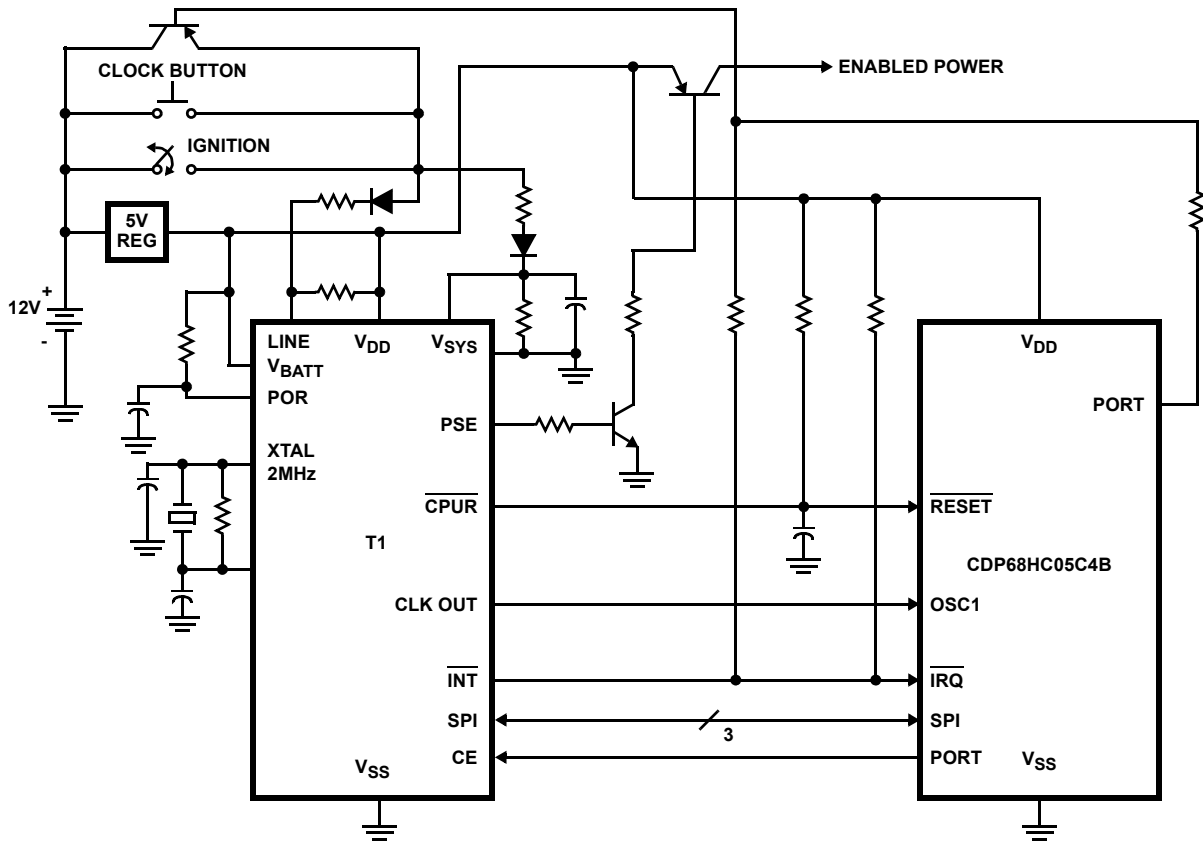 CLOCK BUTTON
ENABLED POWER
IGNITION
5V
REG
+
12V
-
LINE
VDD
VSYS
VBATT
POR
PSE
XTAL
2MHz
CPUR
T1
CLK OUT
INT
SPI
CE
VSS
3
VDD
PORT
RESET
CDP68HC05C4B
OSC1
IRQ
SPI
PORT
VSS